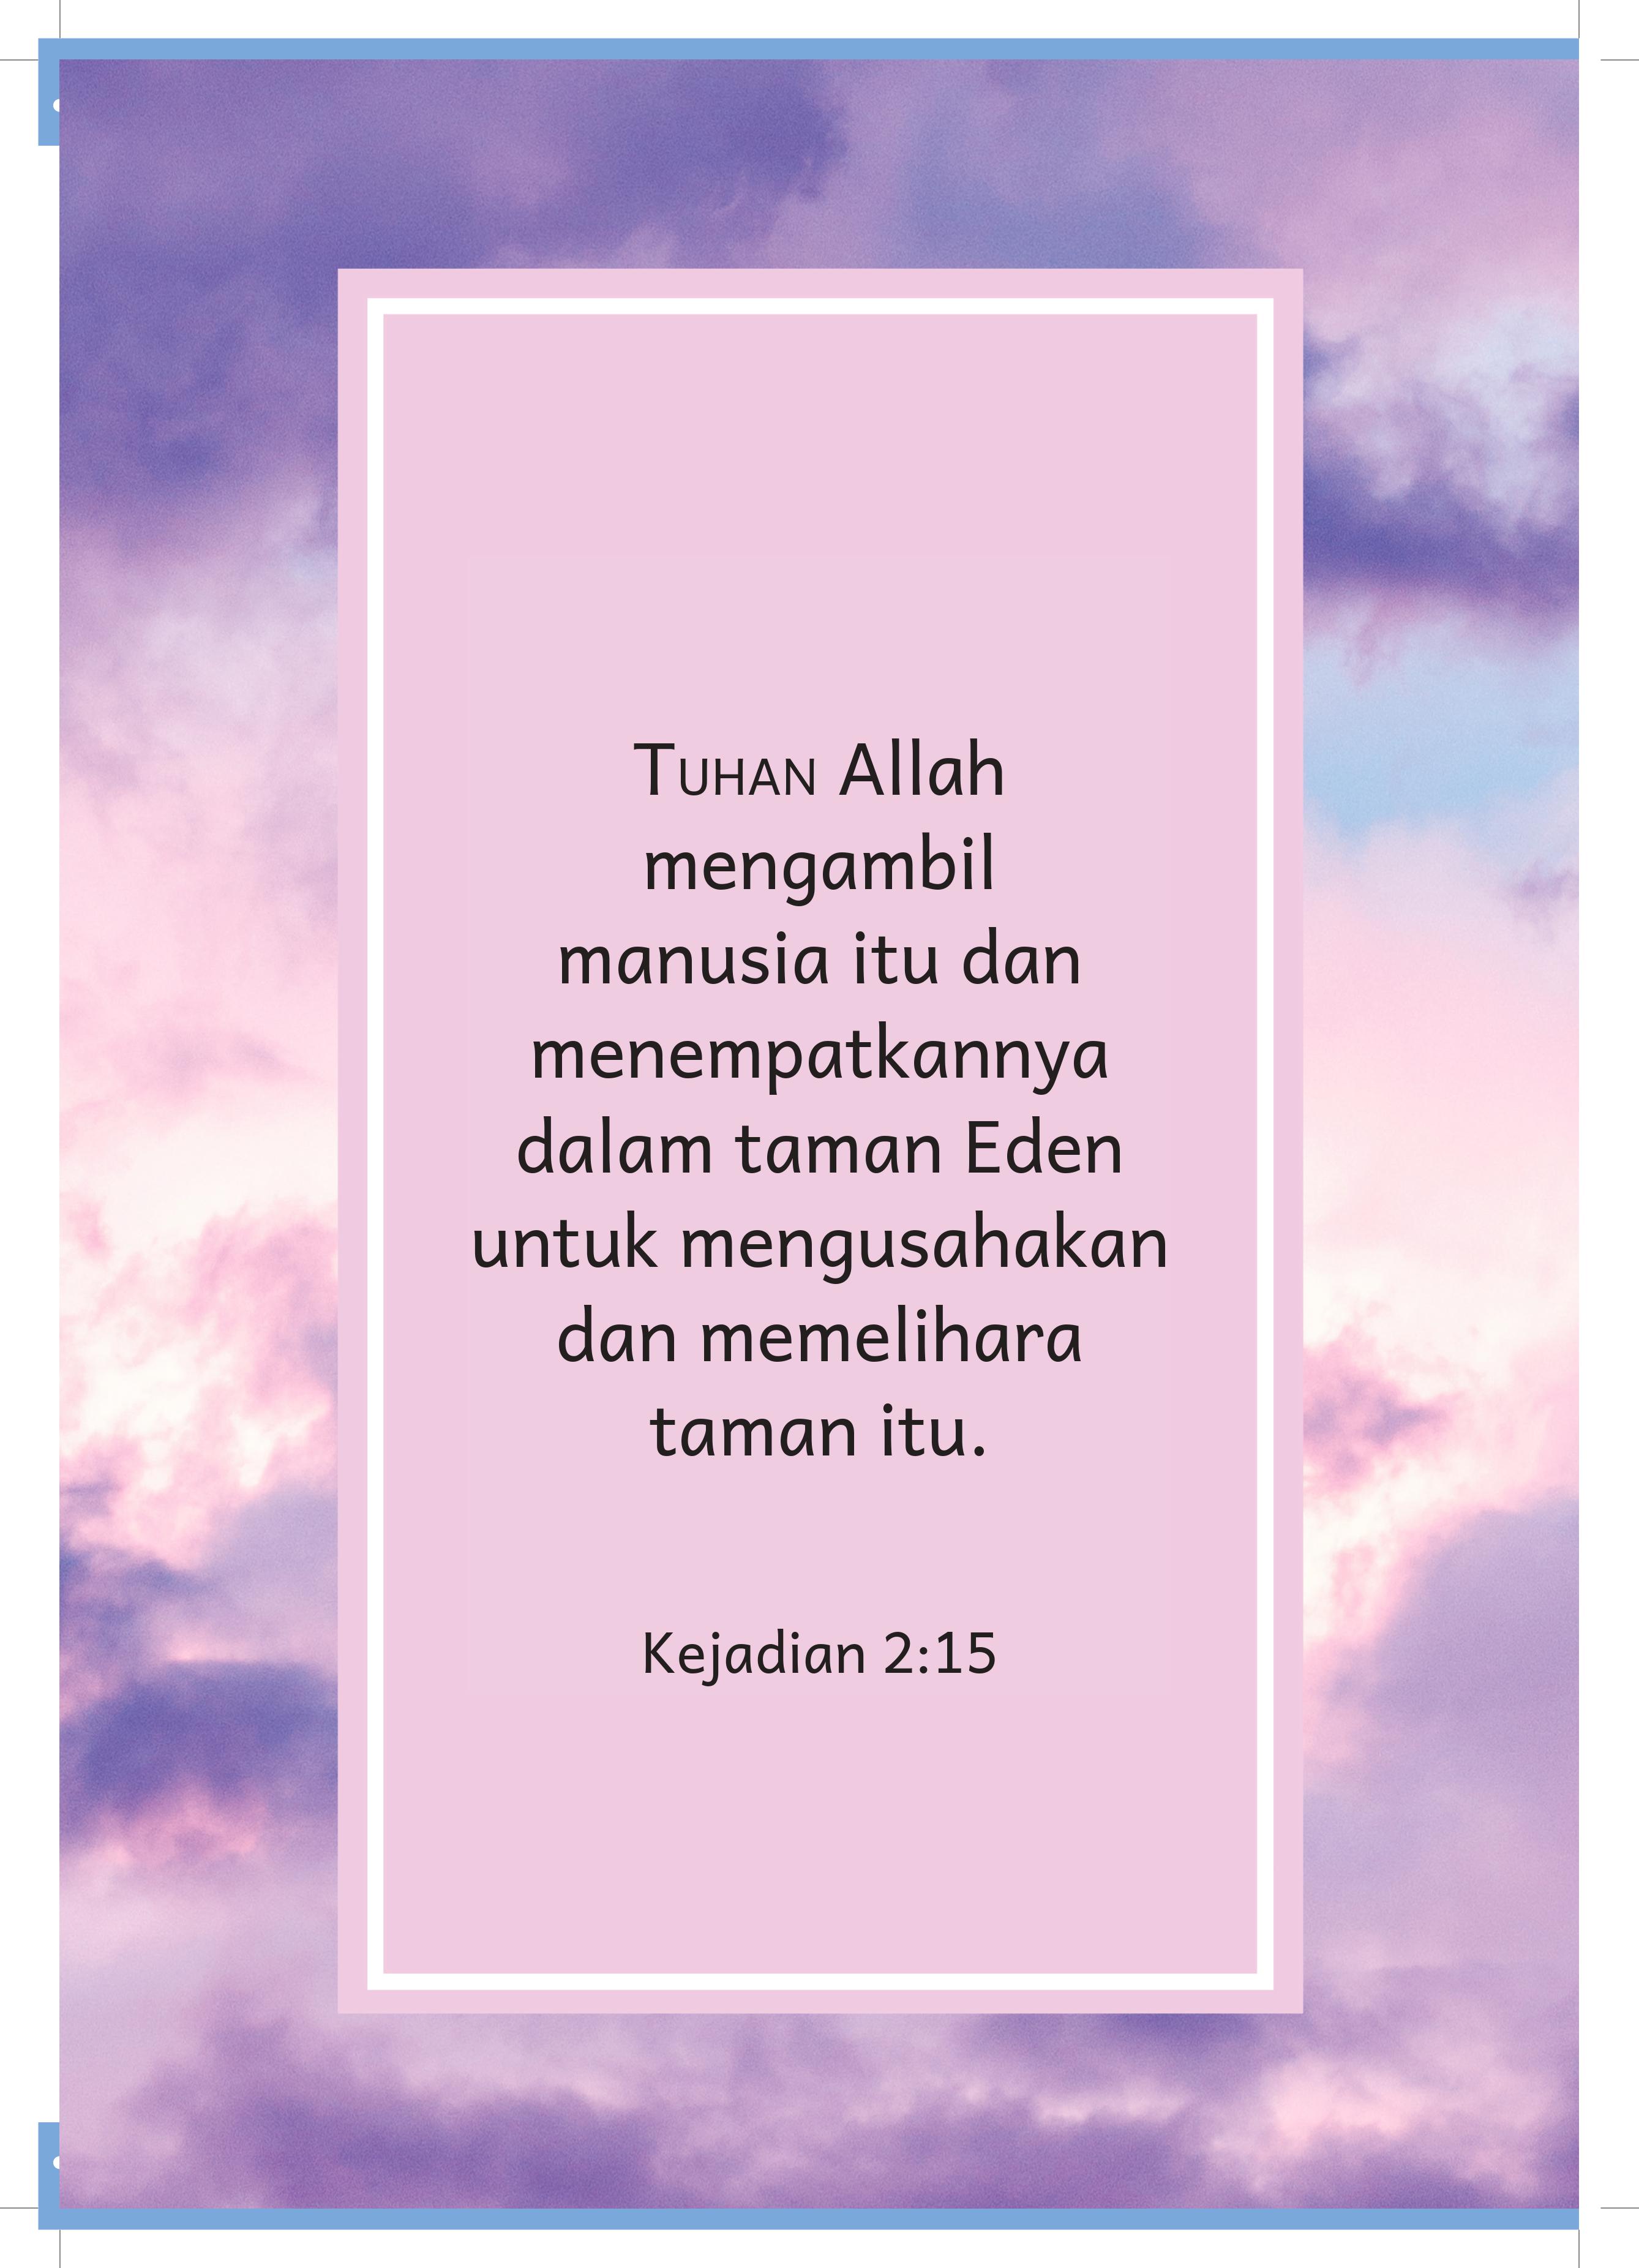 TUHAN Allah
mengambil
manusia itu dan
menempatkannya
dalam taman Eden
untuk mengusahakan
dan memelihara
taman itu.
Kejadian 2:15